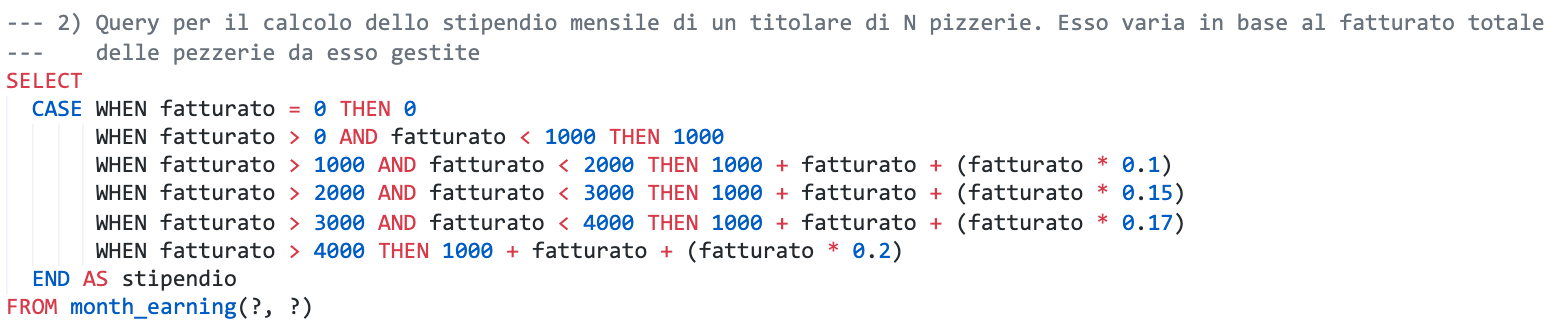 --- 2) Query per il calcolo dello stipendio mensile di un titolare di N pizzerie. Esso varia in base al fatturato totale
---    delle pezzerie da esso gestite
SELECT
  CASE WHEN fatturato = 0 THEN 0
       WHEN fatturato > 0 AND fatturato < 1000 THEN 1000
       WHEN fatturato > 1000 AND fatturato < 2000 THEN 1000 + fatturato + (fatturato * 0.1)
       WHEN fatturato > 2000 AND fatturato < 3000 THEN 1000 + fatturato + (fatturato * 0.15)
       WHEN fatturato > 3000 AND fatturato < 4000 THEN 1000 + fatturato + (fatturato * 0.17)
       WHEN fatturato > 4000 THEN 1000 + fatturato + (fatturato * 0.2)
  END AS stipendio
FROM month_earning(?, ?)